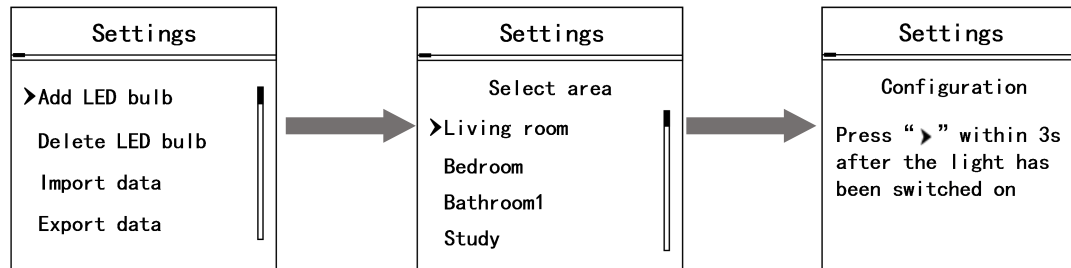 Settings
➤Add LED bulb
Delete LED bulb
Import data
Export data
Settings
Select area
➤Living room
Bedroom
Bathroom1
Study
Settings
Configuration
Press “➤” within 3s
after the light has
been switched on